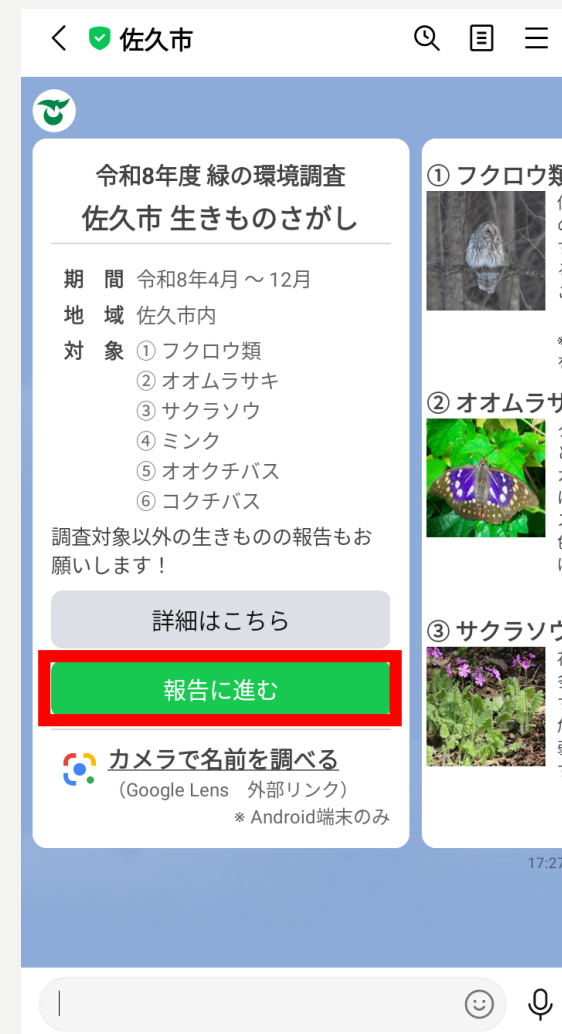 佐久市
令和8年度 緑の環境調査
佐久市 生きものさがし
期 間 令和8年4月 ～ 12月
地 域 佐久市内
対 象 ① フクロウ類
② オオムラサキ
③ サクラソウ
④ ミンク
⑤ オオクチバス
⑥ コクチバス
調査対象以外の生きものの報告もお
願いします！
詳細はこちら
報告に進む
カメラで名前を調べる
（Google Lens 外部リンク）
※ Android端末のみ
① フクロウ類
② オオムラサ
③ サクラソウ
17:27